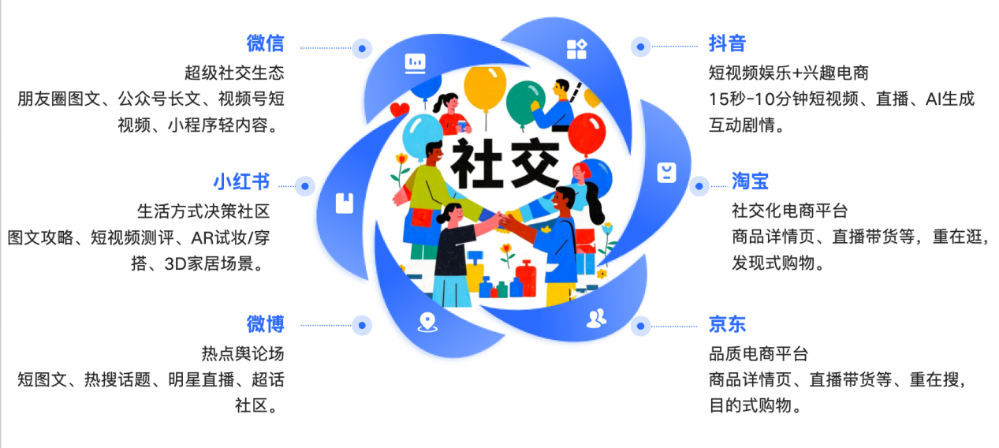 微信
超级社交生态
朋友圈图文、公众号长文、视频号短
视频、小程序轻内容。
小红书
生活方式决策社区
图文攻略、短视频测评、AR试妆/穿
搭、3D家居场景。
微博
热点舆论场
短图文、热搜话题、明星直播、超话
社区。
社交
抖音
短视频娱乐+兴趣电商
15秒-10分钟短视频、直播、AI生成
互动剧情。
淘宝
社交化电商平台
商品详情页、直播带货等，重在逛，
发现式购物。
京东
品质电商平台
商品详情页、直播带货等、重在搜，
目的式购物。